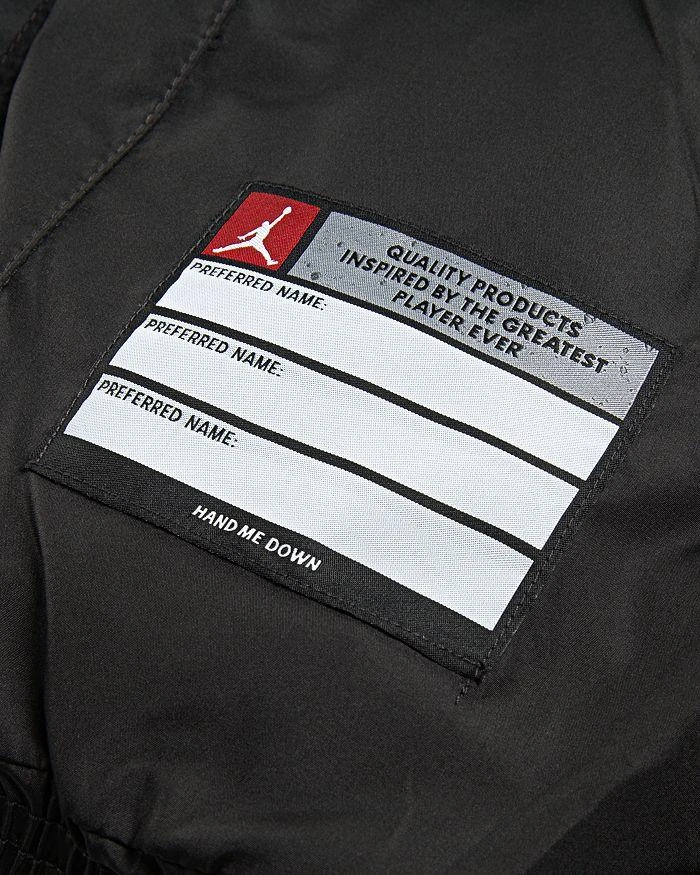 QUALITY PRODUCTS
INSPIRED BY THE GREATEST
PLAYER EVER
PREFERRED NAME:
PREFERRED NAME:
PREFERRED NAME:
HAND ME DOWN